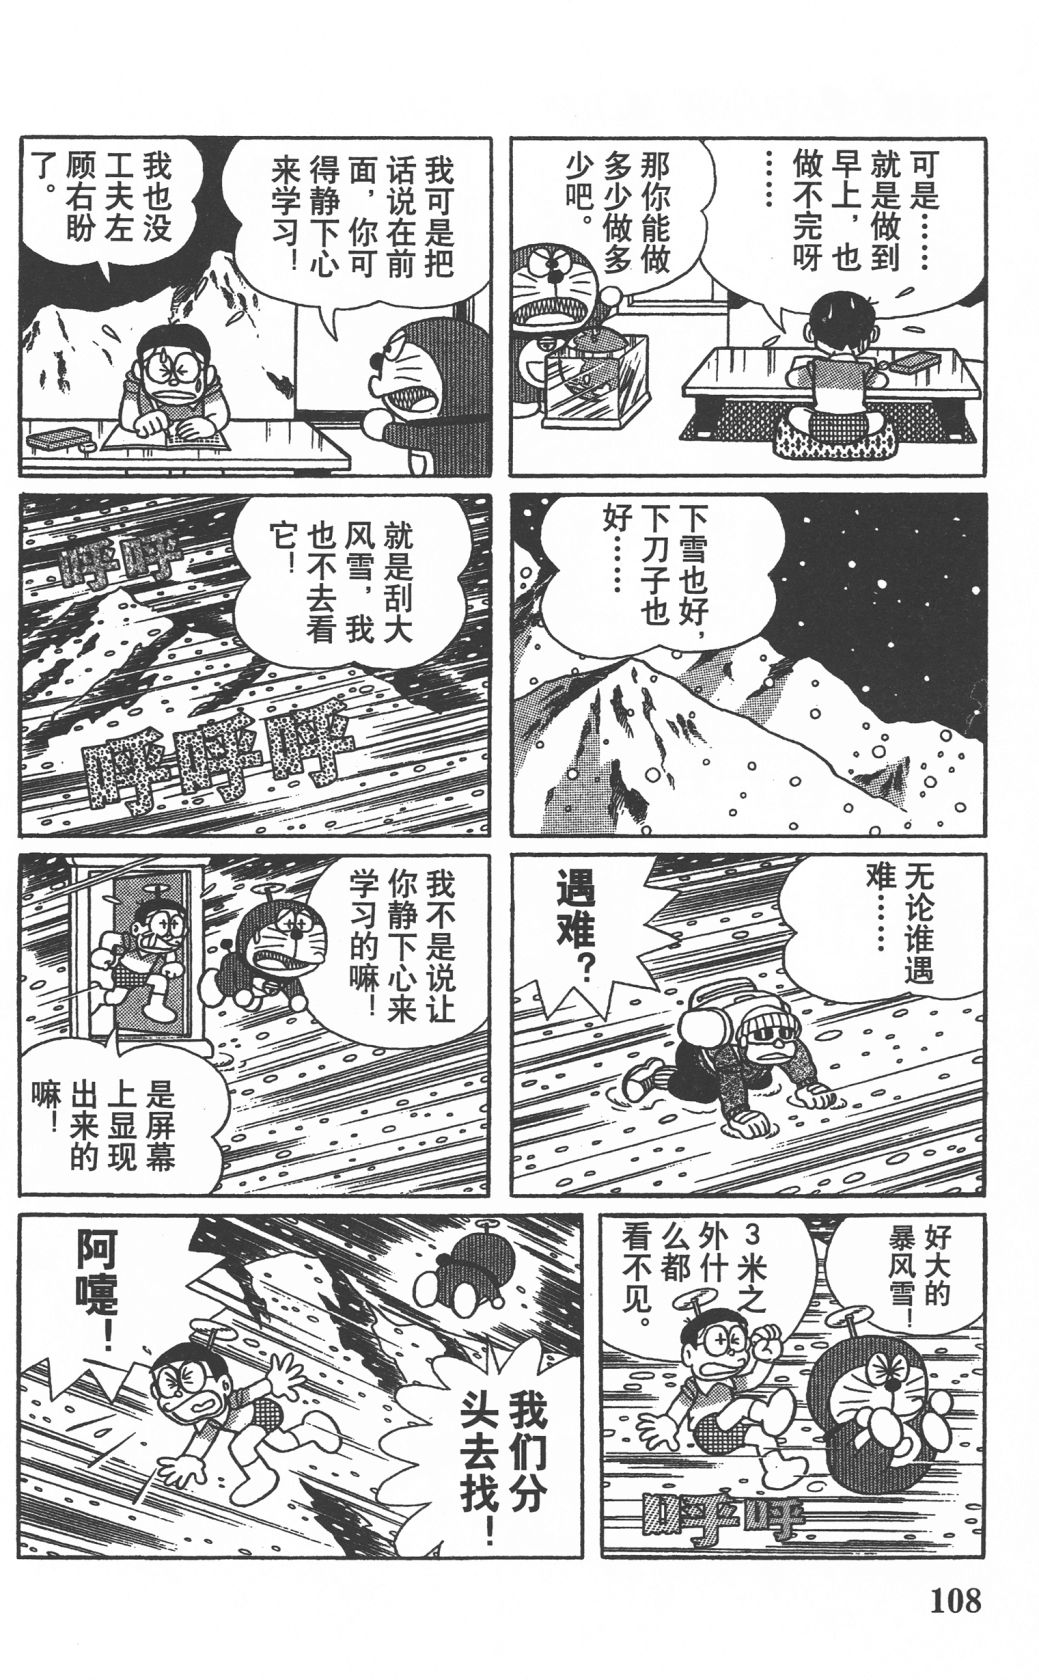 可是……
就是做到
早上，也
做不完呀
……
那你能做
多少做多
少吧。
我可是把
话说在前
面，你可
得静下心
来学习！
我也没
工夫左
顾右盼
了。
下雪也好，
下刀子也
好……
就是刮大
风雪，我
也不去看
它！
呼呼
呼呼呼
无论谁遇
难……
遇难？
我不是说让
你静下心来
学习的嘛！
是屏幕
上显现
出来的
嘛！
好大的
暴风雪！
3米之
外什
么都
看不见。
呼呼
我们分
头去找！
阿嚏！
108